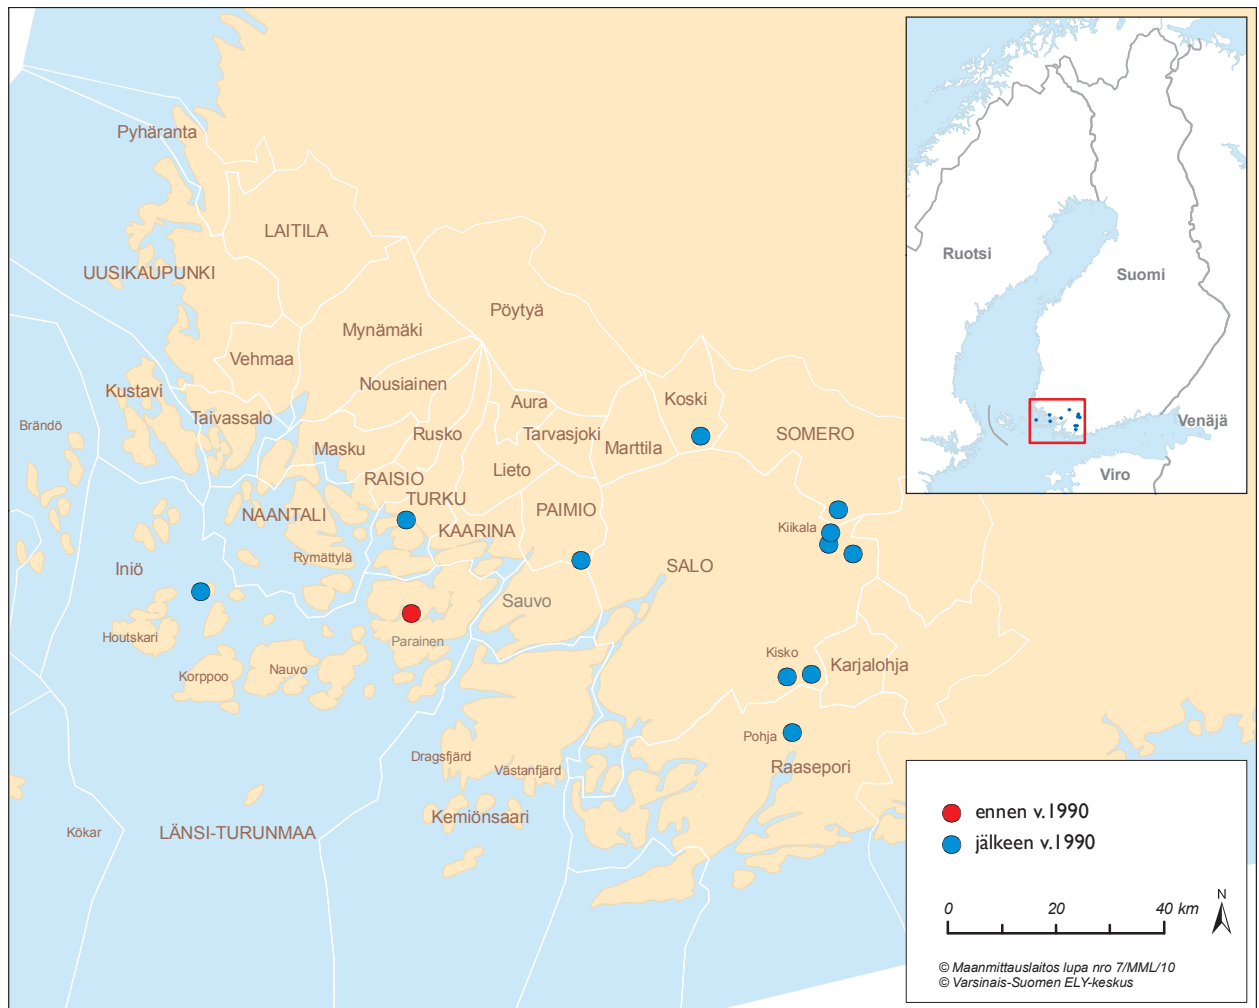 Pyhäranta
LAITILA
UUSIKAUPUNKI
Pöytyä
Mynämäki
Vehmaa
Nousiainen
Kustavi
Koski
Aura
Taivassalo
Brändö
Rusko
Tarvasjoki
SOMERO
Masku
Marttila
Lieto
RAISIO
TURKU
PAIMIO
NAANTALI
KAARINA
Kiikala
Rymättylä
Iniö
SALO
Sauvo
Houtskari
Parainen
Kisko
Karjalohja
Nauvo
Korppoo
Pohja
Dragsfjärd
Västanfjärd
Raasepori
Kemiönsaari
Kökar
LÄNSI-TURUNMAA
Ruotsi
Suomi
Venäjä
Viro
ennen v.1990
jälkeen v.1990
N
0 20 40 km
© Maanmittauslaitos lupa nro 7/MML/10
© Varsinais-Suomen ELY-keskus